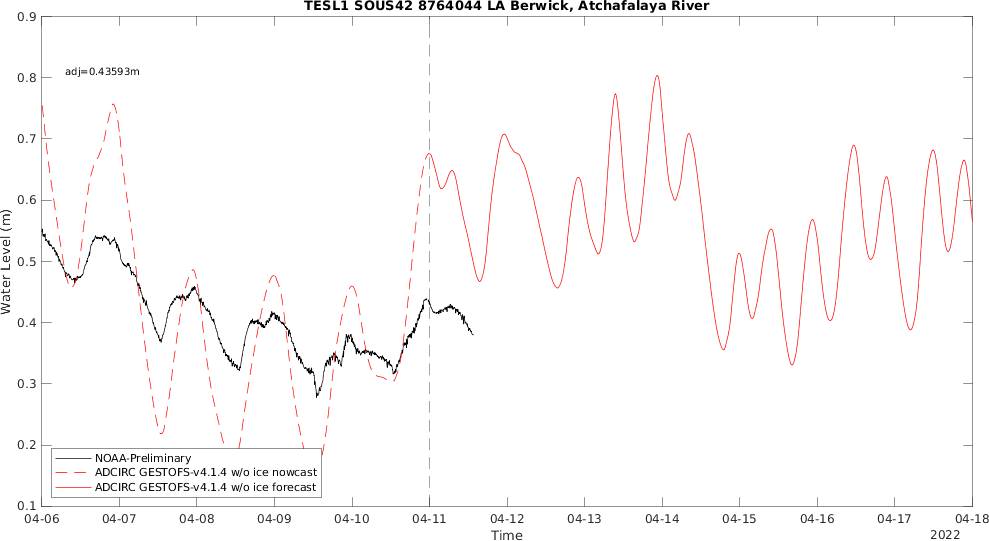 TESL1 SOUS42 8764044 LA Berwick, Atchafalaya River
adj=0.43593m
Water Level (m)
0.9
0.8
0.7
0.6
0.5
0.4
0.3
0.2
0.1
NOAA-Preliminary
ADCIRC GESTOFS-v4.1.4 w/o ice nowcast
ADCIRC GESTOFS-v4.1.4 w/o ice forecast
04-06 04-07 04-08 04-09 04-10 04-11 04-12 04-13 04-14 04-15 04-16 04-17 04-18
Time
2022